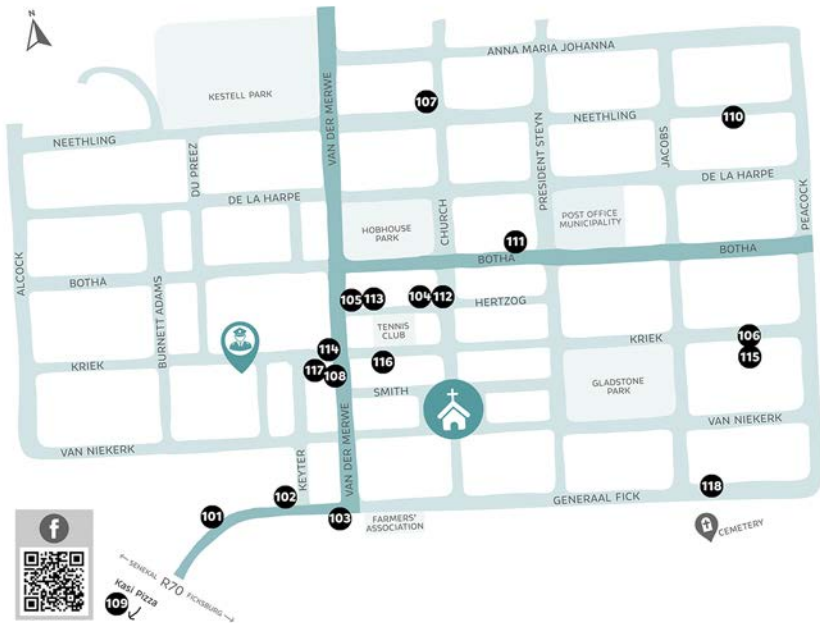 N
ANNA MARIA JOHANNA
KESTELL PARK
VAN DER MERWE
107
NEETHLING
110
NEETHLING
DU PREEZ
PRESIDENT STEYN
JACOBS
DE LA HARPE
DE LA HARPE
PEACOCK
HOBHOUSE
PARK
CHURCH
POST OFFICE
MUNICIPALITY
111
BOTHA
BOTHA
ALCOCK
BOTHA
BURNETT ADAMS
105
113
104
112
HERTZOG
TENNIS
CLUB
KRIEK
106
115
114
117
108
116
KRIEK
SMITH
GLADSTONE
PARK
VAN NIEKERK
VAN NIEKERK
KEYTER
VAN DER MERWE
118
102
GENERAAL FICK
101
103
FARMERS'
ASSOCIATION
CEMETERY
f
SENEKAL R70 FICKSBURG
Kasi Pizza
109